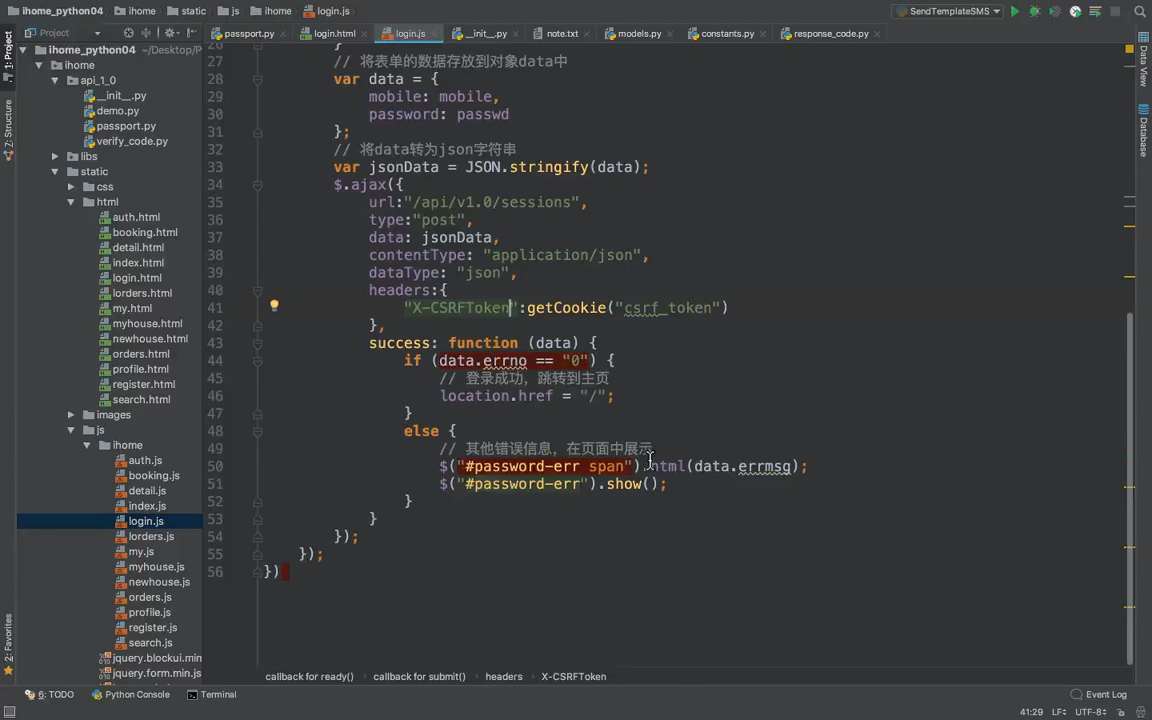 ihome_python04 ihome static js ihome login.js SendTemplateSMS
Project passport.py login.html login.js __init__.py note.txt models.py constants.py response_code.py
1: Project
7: Structure
2: Favorites
Data View
Database
ihome_python04 ~/Desktop/P
ihome
api_1_0
__init__.py
demo.py
passport.py
verify_code.py
libs
static
css
html
auth.html
booking.html
detail.html
index.html
login.html
lorders.html
my.html
myhouse.html
newhouse.html
orders.html
profile.html
register.html
search.html
images
js
ihome
auth.js
booking.js
detail.js
index.js
login.js
lorders.js
my.js
myhouse.js
newhouse.js
orders.js
profile.js
register.js
search.js
jquery.blockui.min
jquery.form.min.js
26 }
27 // 将表单的数据存放到对象data中
28 var data = {
29 mobile: mobile,
30 password: passwd
31 };
32 // 将data转为json字符串
33 var jsonData = JSON.stringify(data);
34 $.ajax({
35 url:"/api/v1.0/sessions",
36 type:"post",
37 data: jsonData,
38 contentType: "application/json",
39 dataType: "json",
40 headers:{
41 "X-CSRFToken":getCookie("csrf_token")
42 },
43 success: function (data) {
44 if (data.errno == "0") {
45 // 登录成功，跳转到主页
46 location.href = "/";
47 }
48 else {
49 // 其他错误信息，在页面中展示
50 $("#password-err span").html(data.errmsg);
51 $("#password-err").show();
52 }
53 }
54 });
55 });
56 })
callback for ready() callback for submit() headers X-CSRFToken
6: TODO Python Console Terminal Event Log
41:29 LF÷ UTF-8÷